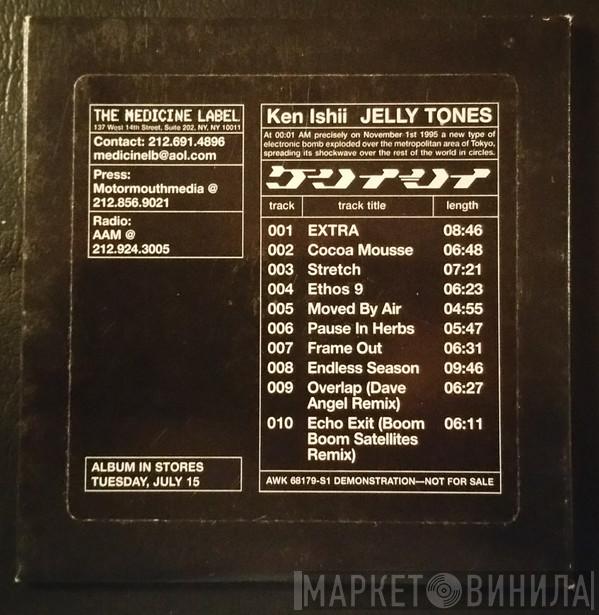 THE MEDICINE LABEL
137 West 14th Street, Suite 202, NY, NY 10011
Contact: 212.691.4896
medicinelb@aol.com
Press:
Motormouthmedia @
212.856.9021
Radio:
AAM @
212.924.3005
ALBUM IN STORES
TUESDAY, JULY 15
Ken Ishii JELLY TONES
At 00:01 AM precisely on November 1st 1995 a new type of
electronic bomb exploded over the metropolitan area of Tokyo,
spreading its shockwave over the rest of the world in circles.
track track title length
001 EXTRA 08:46
002 Cocoa Mousse 06:48
003 Stretch 07:21
004 Ethos 9 06:23
005 Moved By Air 04:55
006 Pause In Herbs 05:47
007 Frame Out 06:31
008 Endless Season 09:46
009 Overlap (Dave 06:27
Angel Remix)
010 Echo Exit (Boom 06:11
Boom Satellites
Remix)
AWK 68179-S1 DEMONSTRATION—NOT FOR SALE
МАРКЕТ ВИНИЛА